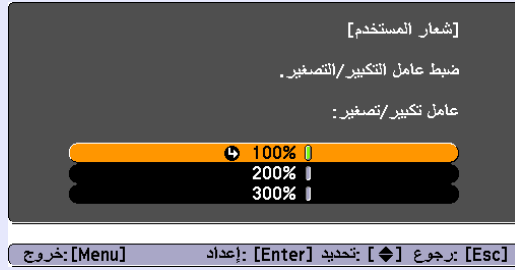 [شعار المستخدم]
ضبط عامل التكبير/التصغير.
عامل تكبير/تصغير:
100%
200%
300%
[Esc] :رجوع [◆] :تحديد [Enter] :إعداد [Menu] :خروج